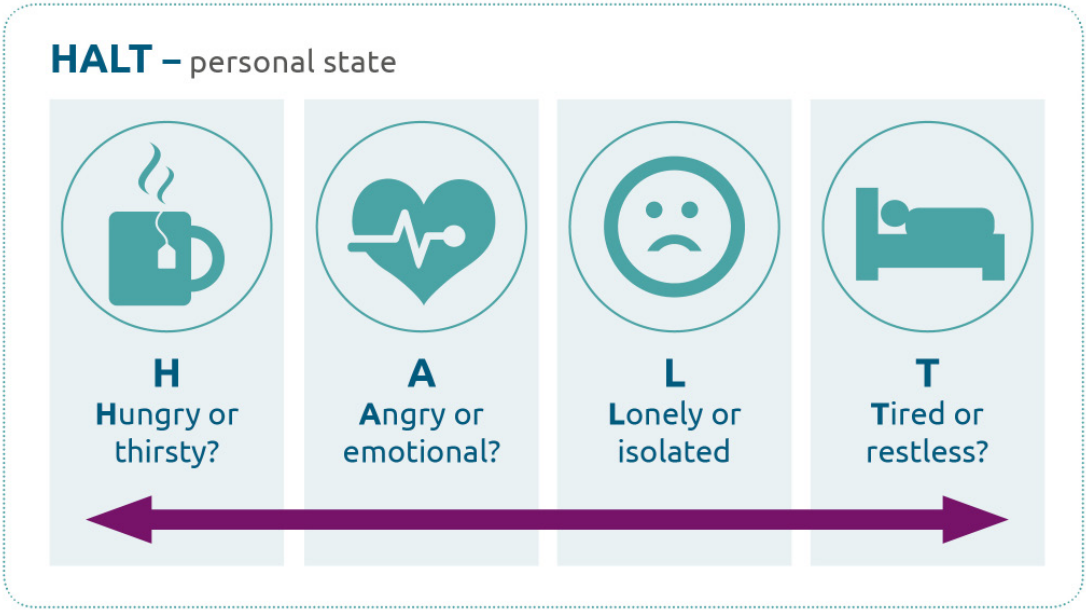 HALT – personal state
H
Hungry or
thirsty?
A
Angry or
emotional?
L
Lonely or
isolated
T
Tired or
restless?